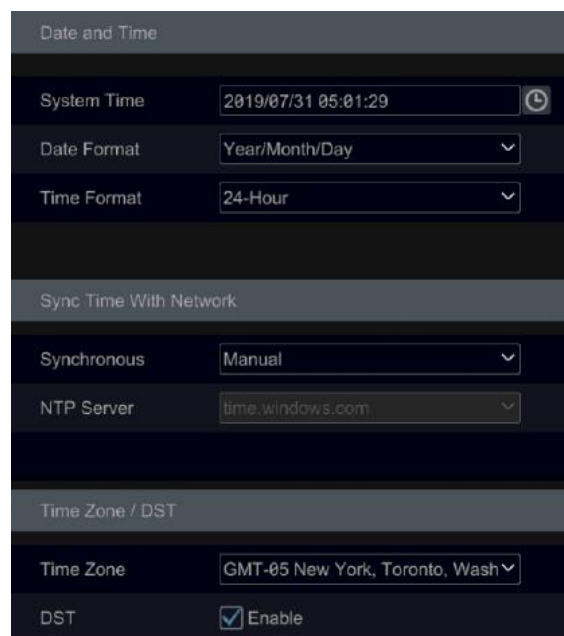 Date and Time
System Time 2019/07/31 05:01:29
Date Format Year/Month/Day
Time Format 24-Hour
Sync Time With Network
Synchronous Manual
NTP Server time.windows.com
Time Zone / DST
Time Zone GMT-05 New York, Toronto, Wash
DST Enable